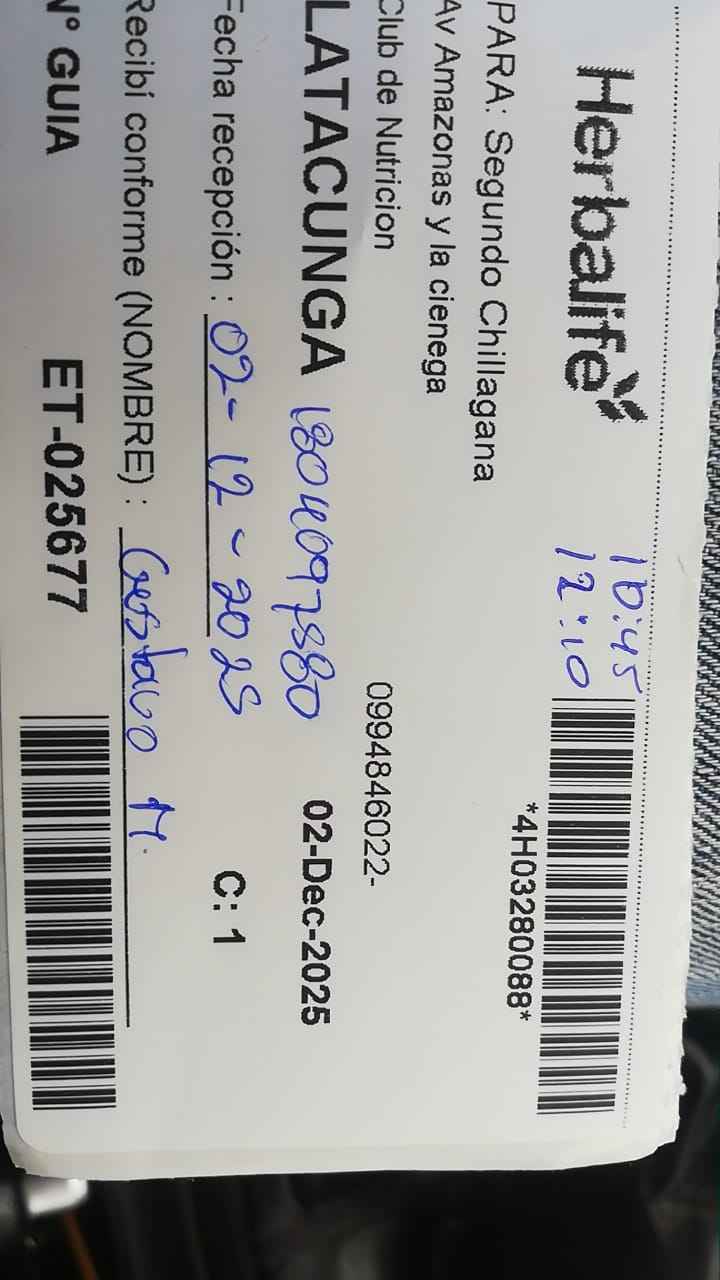 Herbalife
10:45
12:10
*4H03280088*
PARA: Segundo Chillagana
Av Amazonas y la cienega
Club de Nutricion
0994846022-
LATACUNGA
02-Dec-2025
Fecha recepción : 02-12-2025
C: 1
Recibí conforme (NOMBRE) : Gustavo M.
N° GUIA ET-025677